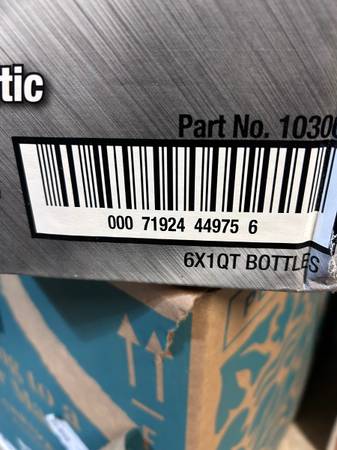 tic
Part No. 1030
000 71924 44975 6
6X1QT BOTTLES